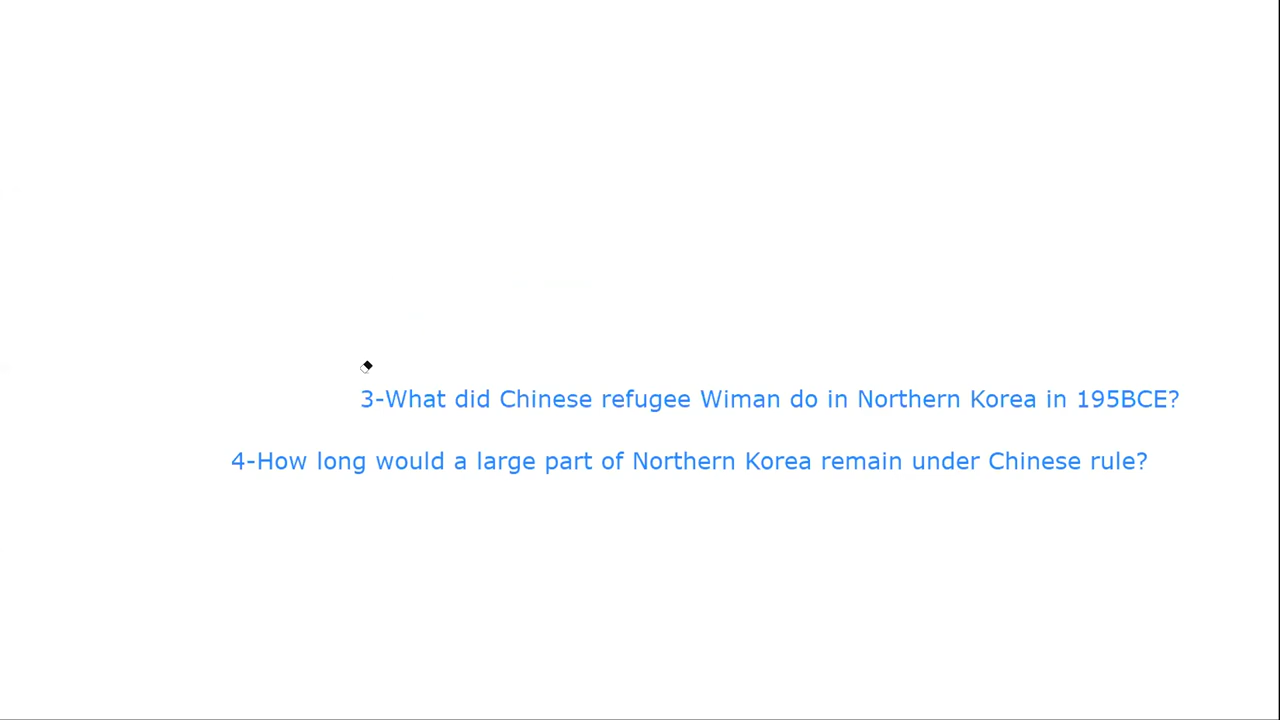 3-What did Chinese refugee Wiman do in Northern Korea in 195BCE?
4-How long would a large part of Northern Korea remain under Chinese rule?